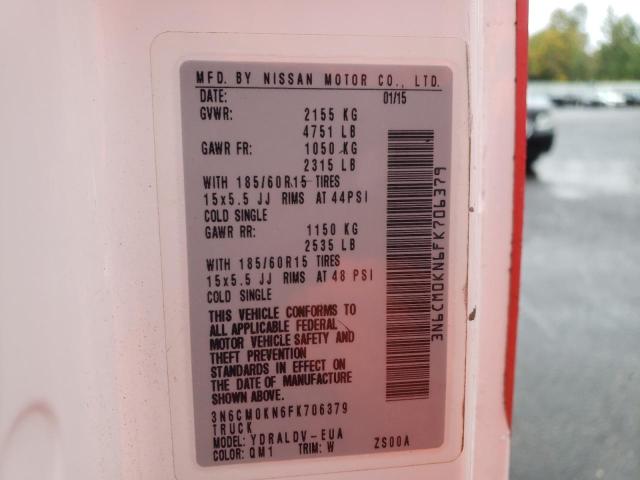 MFD. BY NISSAN MOTOR CO., LTD.
DATE: 01/15
GVWR: 2155 KG
4751 LB
GAWR FR: 1050 KG
2315 LB
WITH 185/60R15 TIRES
15x5.5 JJ RIMS AT 44PSI
COLD SINGLE
GAWR RR: 1150 KG
2535 LB
WITH 185/60R15 TIRES
15x5.5 JJ RIMS AT 48 PSI
COLD SINGLE
THIS VEHICLE CONFORMS TO
ALL APPLICABLE FEDERAL
MOTOR VEHICLE SAFETY AND
THEFT PREVENTION
STANDARDS IN EFFECT ON
THE DATE OF MANUFACTURE
SHOWN ABOVE.
3N6CM0KN6FK706379
TRUCK
MODEL: YDRALDV-EUA
COLOR: QM1 TRIM: W ZS00A
3N6CM0KN6FK706379